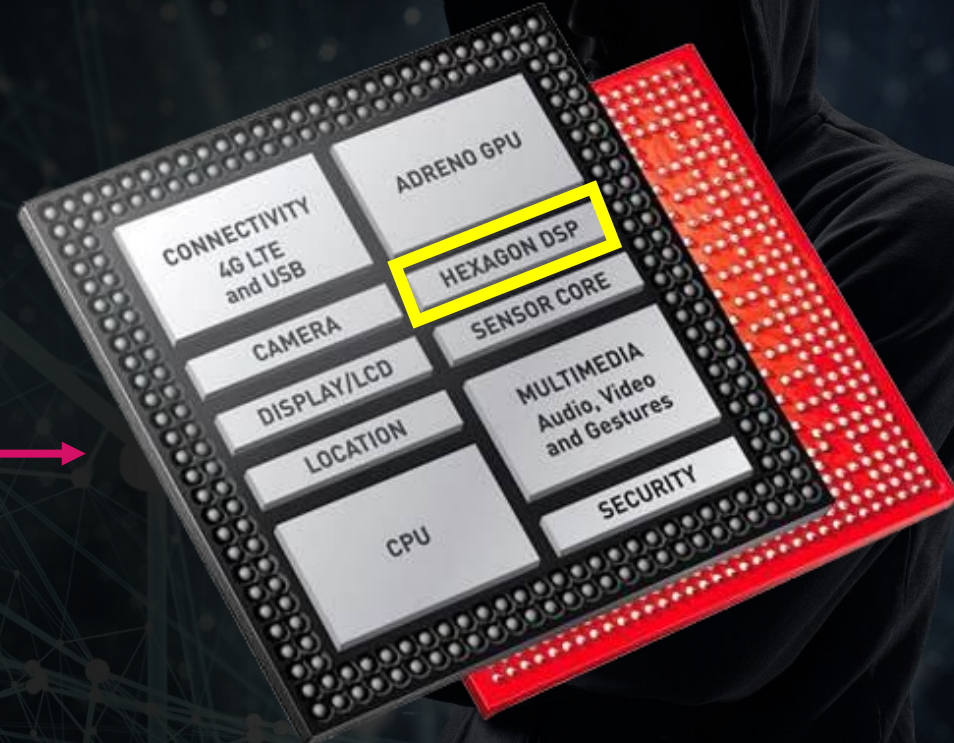 CONNECTIVITY
4G LTE
and USB
ADRENO GPU
HEXAGON DSP
CAMERA
SENSOR CORE
DISPLAY/LCD
MULTIMEDIA
Audio, Video
and Gestures
LOCATION
CPU
SECURITY